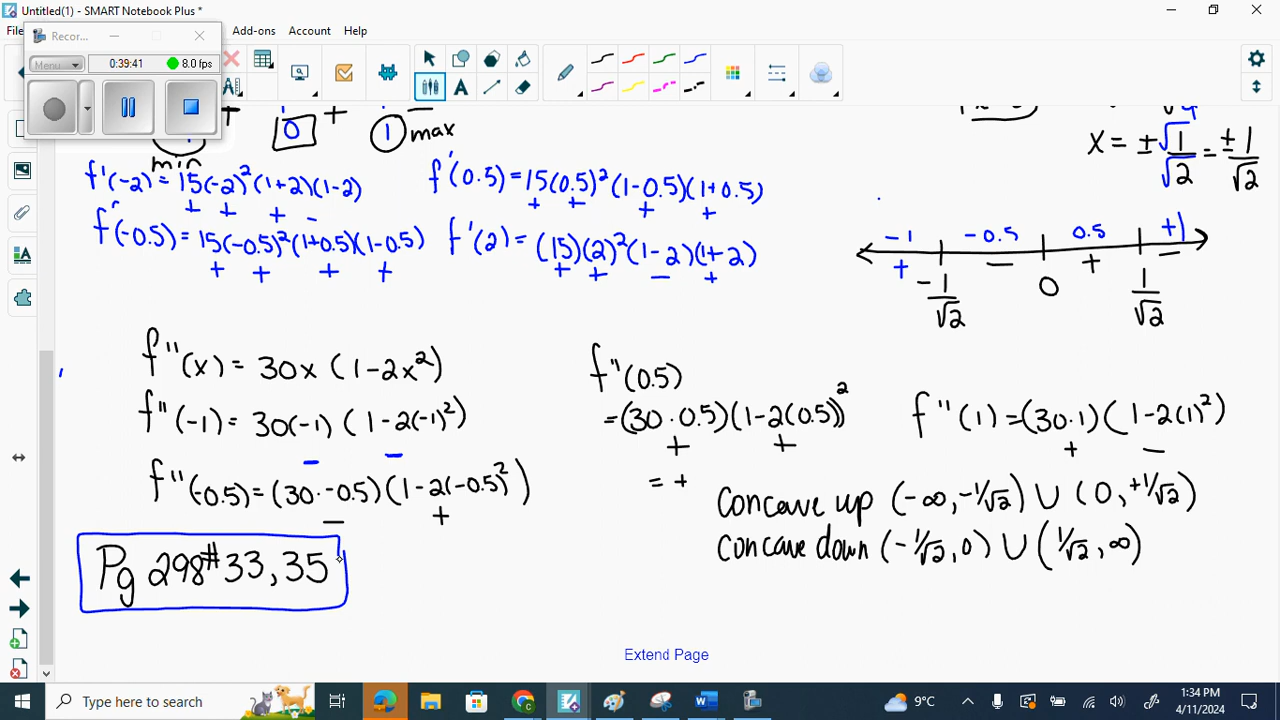 Untitled(1) - SMART Notebook Plus *
Recor...
Add-ons Account Help
Menu 0:39:41 8.0 fps
+ 0 + 1 max
min
x = ±√1/√2 = ±1/√2
f'(-2) = 15(-2)²(1+2)(1-2)
+ + + -
f'(0.5) = 15(0.5)²(1-0.5)(1+0.5)
+ + + +
f'(-0.5) = 15(-0.5)²(1+0.5)(1-0.5)
+ + + +
f'(2) = (15)(2)²(1-2)(1+2)
+ + - +
-1 -0.5 0.5 +1
+ - + -
-1/√2 0 1/√2
f''(x) = 30x (1-2x²)
f''(-1) = 30(-1) (1-2(-1)²)
- -
f''(-0.5) = (30·-0.5)(1-2(-0.5)²)
- +
f''(0.5)
=(30·0.5)(1-2(0.5))²
+ +
= +
f''(1) = (30·1)(1-2(1)²)
+ -
Concave up (-∞,-1/√2) ∪ (0,+1/√2)
concave down (-1/√2,0) ∪ (1/√2,∞)
Pg 298 # 33, 35
Extend Page
Type here to search
9°C
1:34 PM
4/11/2024